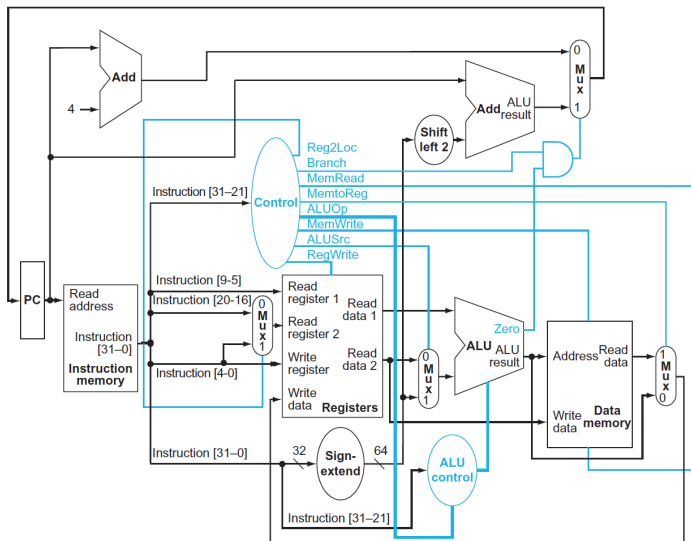 0
M
u
x
1
Add
4
Add ALU
result
Shift
left 2
Reg2Loc
Branch
MemRead
MemtoReg
ALUOp
MemWrite
ALUSrc
RegWrite
Control
Instruction [31–21]
PC
Read
address
Instruction
[31–0]
Instruction
memory
Instruction [9-5]
Instruction [20-16]
Instruction [4-0]
0
M
u
x
1
Read
register 1
Read
register 2
Write
register
Write
data
Read
data 1
Read
data 2
Registers
0
M
u
x
1
Zero
ALU
ALU
result
Address
Read
data
Write
data
Data
memory
1
M
u
x
0
Instruction [31–0]
32
Sign-
extend
64
ALU
control
Instruction [31–21]